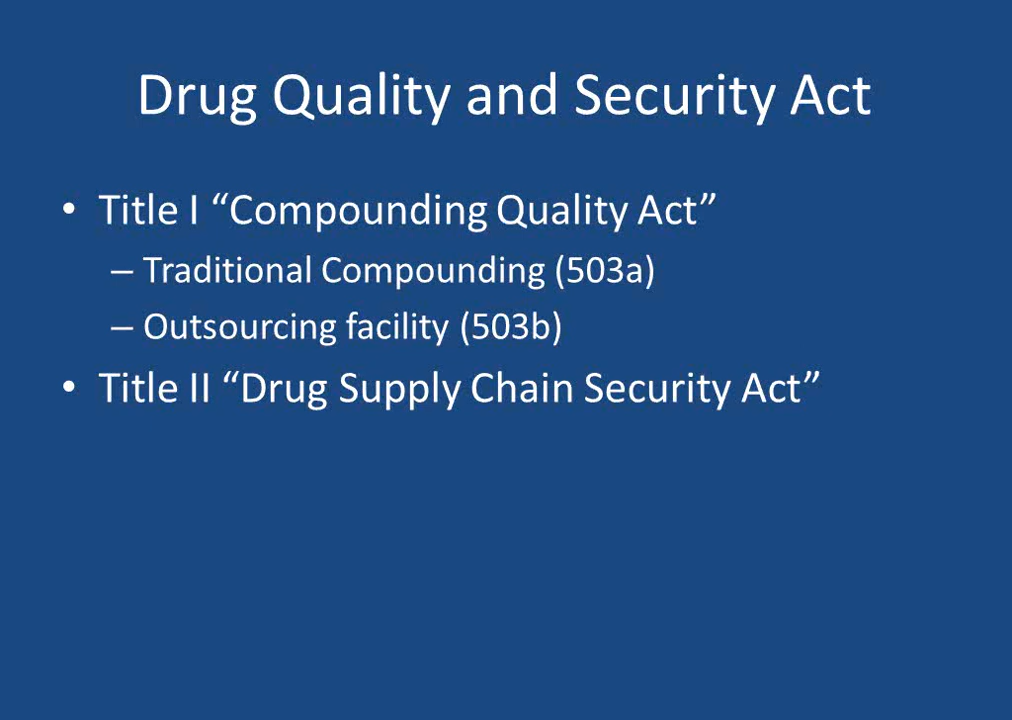 Drug Quality and Security Act
• Title I “Compounding Quality Act”
– Traditional Compounding (503a)
– Outsourcing facility (503b)
• Title II “Drug Supply Chain Security Act”